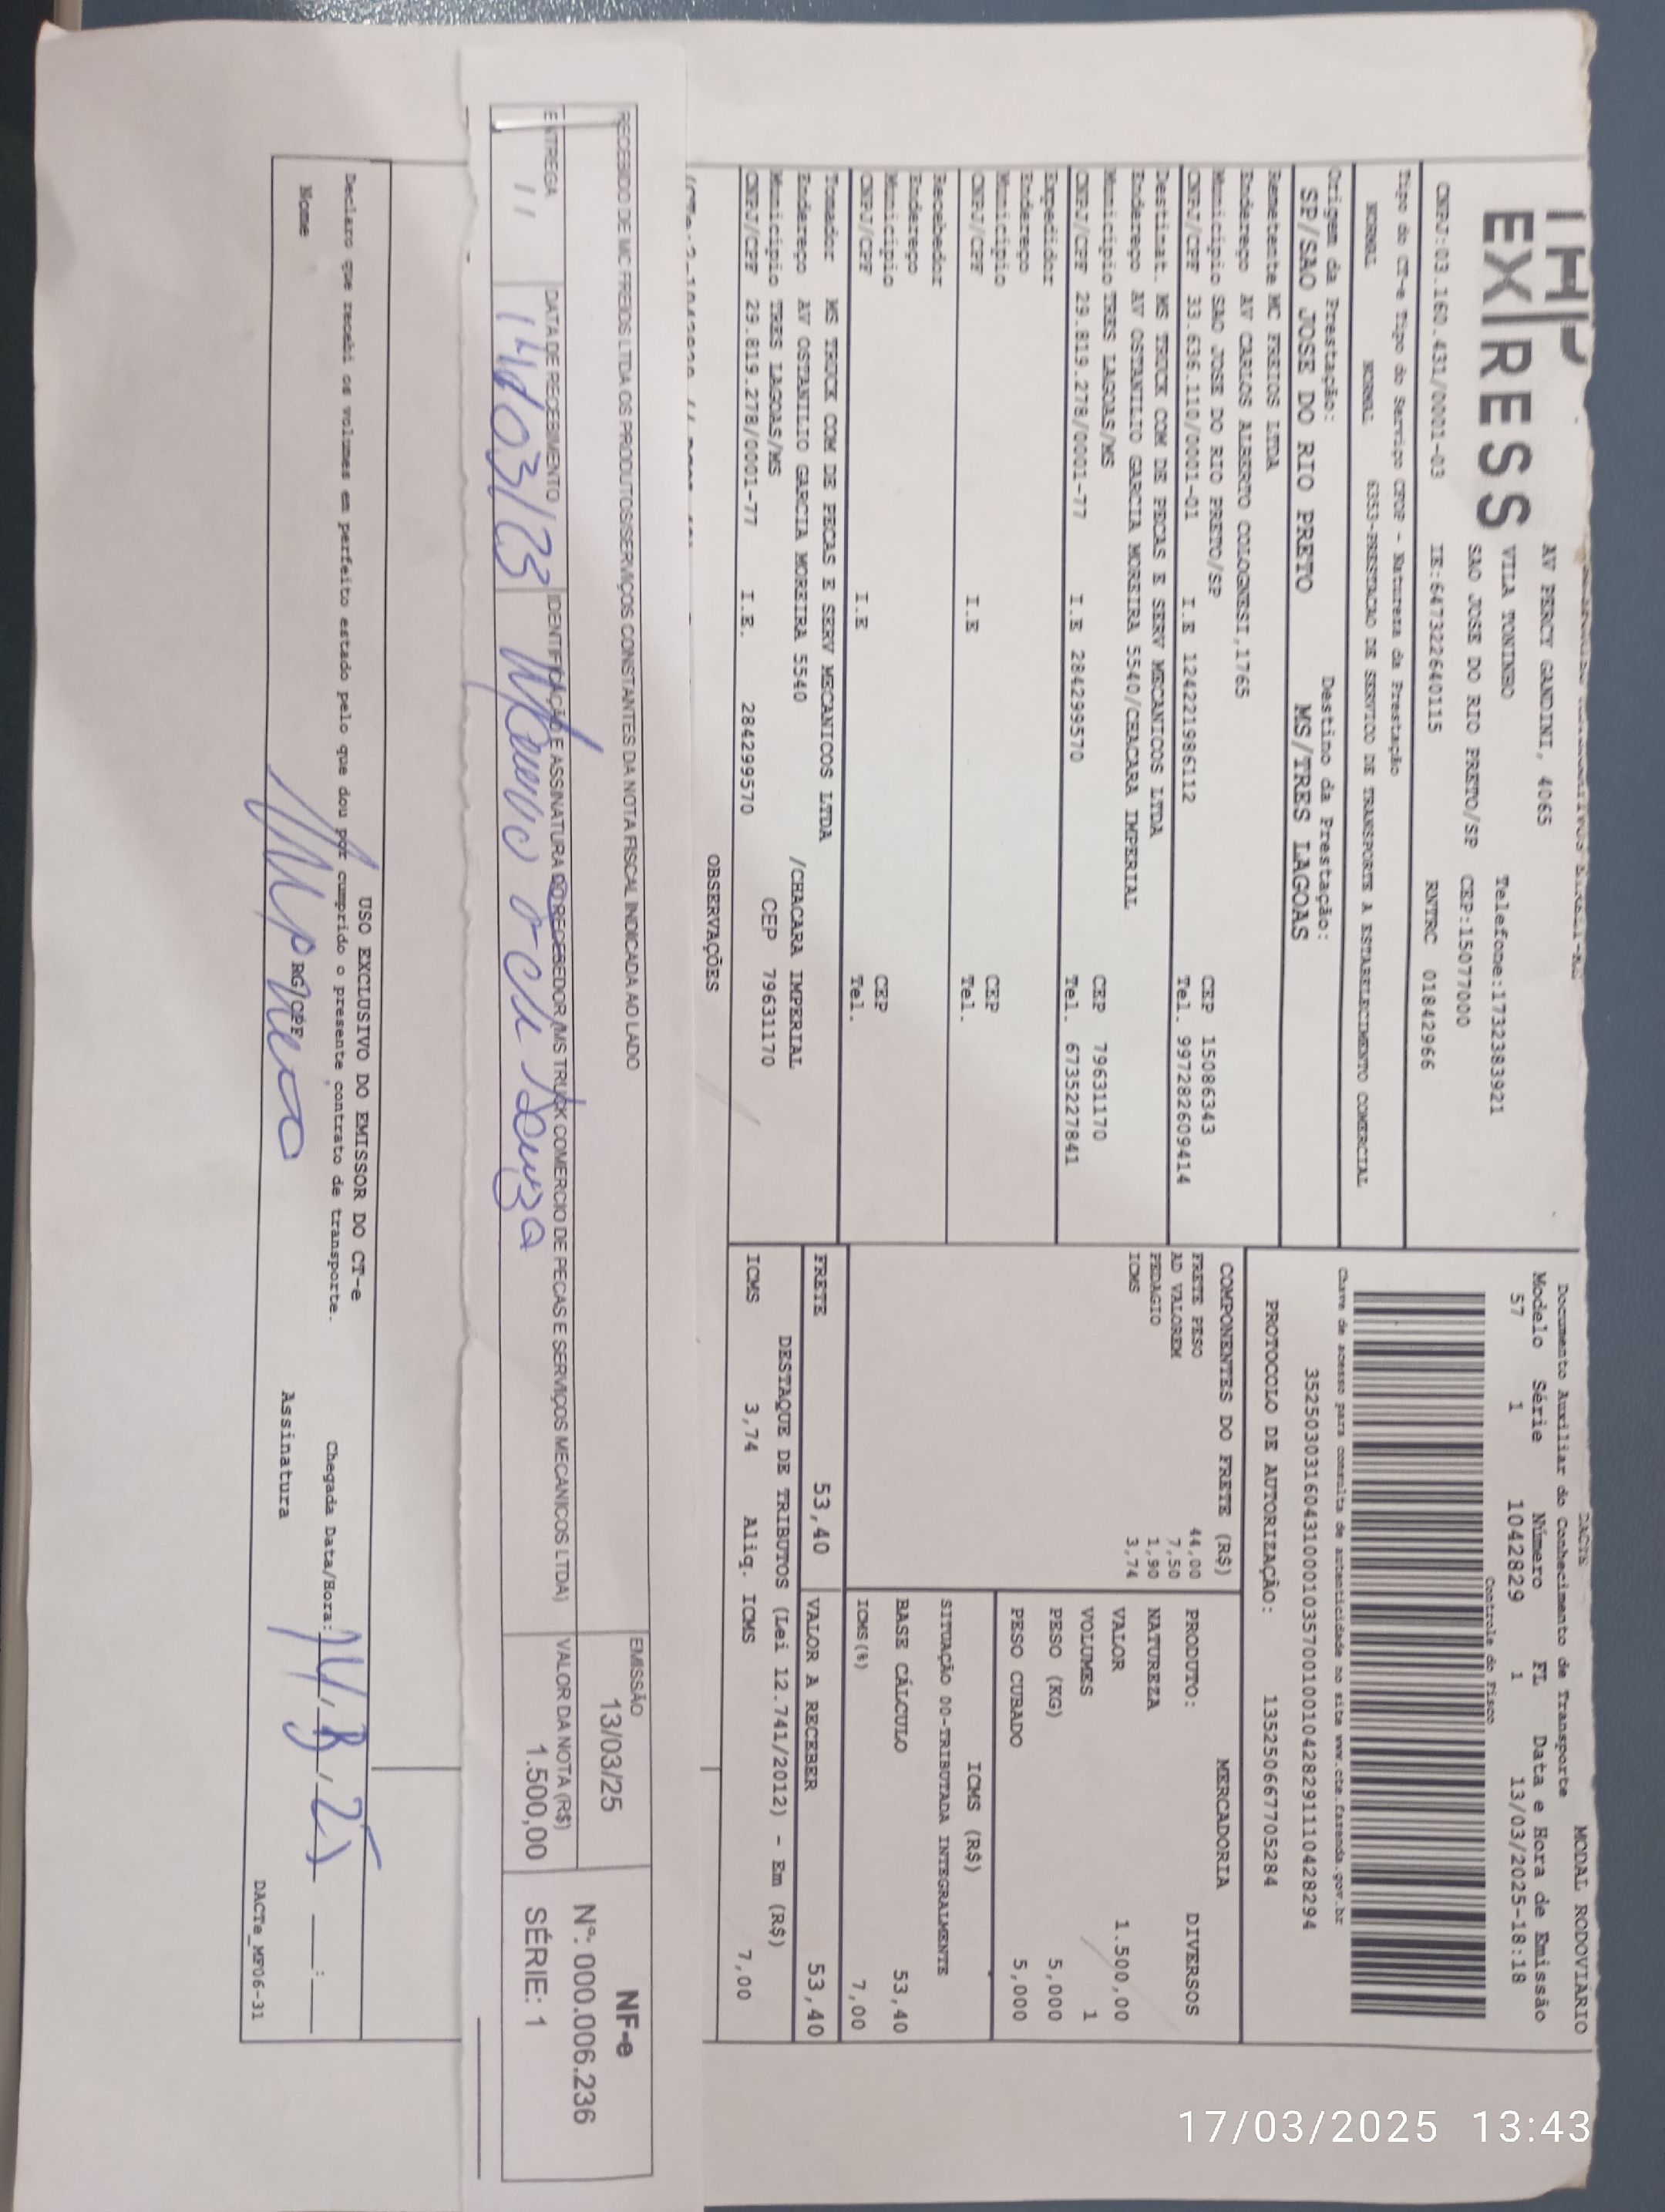 EXPRESS
AV PERCY GANDINI, 4065
VILA TONINHO Telefone:1732383921
SAO JOSE DO RIO PRETO/SP CEP:15077000
CNPJ:03.160.431/0001-03 IE:647322640115 RNTRC 01842966
Tipo do CT-e Tipo do Serviço CFOP - Natureza da Prestação
NORMAL NORMAL 6353-PRESTACAO DE SERVICO DE TRANSPORTE A ESTABELECIMENTO COMERCIAL
Origem da Prestação: Destino da Prestação:
SP/SAO JOSE DO RIO PRETO MS/TRES LAGOAS
Remetente MC FREIOS LTDA
Endereço AV CARLOS ALBERTO COLOGNESI,1765
Município SAO JOSE DO RIO PRETO/SP CEP 15086343
CNPJ/CPF 33.636.110/0001-01 I.E 124221986112 Tel. 997282609414
Destinat. MS TRUCK COM DE PECAS E SERV MECANICOS LTDA
Endereço AV OSTANILIO GARCIA MOREIRA 5540/CHACARA IMPERIAL
Município TRES LAGOAS/MS CEP 79631170
CNPJ/CPF 29.819.278/0001-77 I.E 284299570 Tel. 6735227841
Expedidor
Endereço
Município CEP
CNPJ/CPF I.E Tel.
Recebedor
Endereço
Município CEP
CNPJ/CPF I.E Tel.
Tomador MS TRUCK COM DE PECAS E SERV MECANICOS LTDA
Endereço AV OSTANILIO GARCIA MOREIRA 5540 /CHACARA IMPERIAL
Município TRES LAGOAS/MS CEP 79631170
CNPJ/CPF 29.819.278/0001-77 I.E. 284299570
OBSERVAÇÕES
DACTE MODAL RODOVIÁRIO
Documento Auxiliar do Conhecimento de Transporte
Modelo Série Número FL Data e Hora de Emissão
57 1 1042829 1 13/03/2025-18:18
Controle do Fisco
Chave de acesso para consulta de autenticidade no site www.cte.fazenda.gov.br
35250303160431000103570010010428291110428294
PROTOCOLO DE AUTORIZAÇÃO: 135250667705284
COMPONENTES DO FRETE (R$)
FRETE PESO 44,00
AD VALOREM 7,50
PEDAGIO 1,90
ICMS 3,74
MERCADORIA
PRODUTO: DIVERSOS
NATUREZA
VALOR 1.500,00
VOLUMES 1
PESO (KG) 5,000
PESO CUBADO 5,000
ICMS (R$)
SITUAÇÃO 00-TRIBUTADA INTEGRALMENTE
BASE CÁLCULO 53,40
ICMS(%) 7,00
FRETE 53,40 VALOR A RECEBER 53,40
DESTAQUE DE TRIBUTOS (Lei 12.741/2012) - Em (R$)
ICMS 3,74 Aliq. ICMS 7,00
RECEBIDO DE MC FREIOS LTDA OS PRODUTOS/SERVIÇOS CONSTANTES DA NOTA FISCAL INDICADA AO LADO
EMISSÃO
13/03/25
NF-e
Nº: 000.006.236
SÉRIE: 1
ENTREGA DATA DE RECEBIMENTO IDENTIFICAÇÃO E ASSINATURA DO RECEBEDOR (MS TRUCK COMERCIO DE PECAS E SERVIÇOS MECANICOS LTDA) VALOR DA NOTA (R$)
1.500,00
USO EXCLUSIVO DO EMISSOR DO CT-e
Declaro que recebi os volumes em perfeito estado pelo que dou por cumprido o presente contrato de transporte. Chegada Data/Hora:
Nome RG/CPF Assinatura
DACTe_MF06-31
17/03/2025 13:43